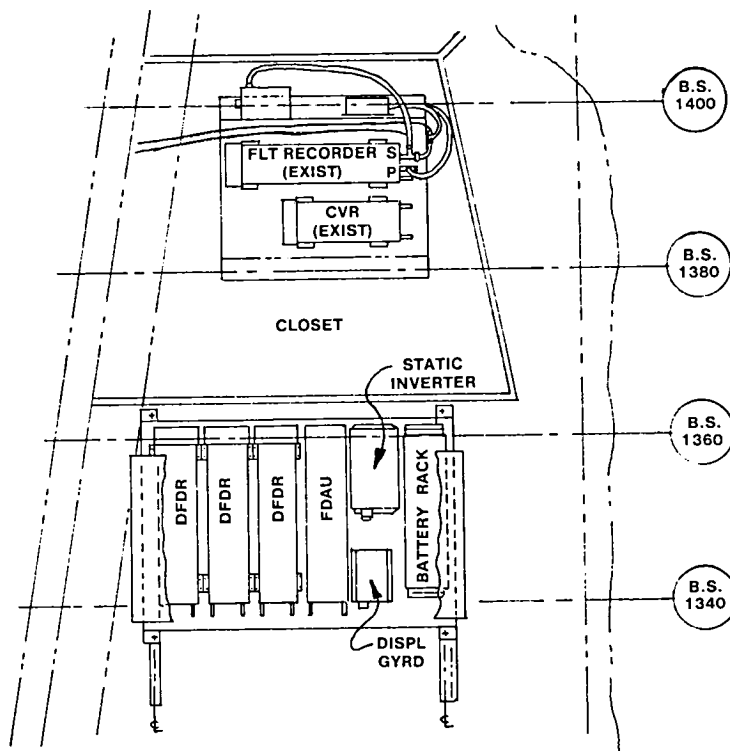 B.S.
1400
FLT RECORDER S
(EXIST) P
CVR
(EXIST)
B.S.
1380
CLOSET
STATIC
INVERTER
B.S.
1360
DFDR
DFDR
DFDR
FDAU
BATTERY RACK
B.S.
1340
DISPL
GYRD
℄
℄